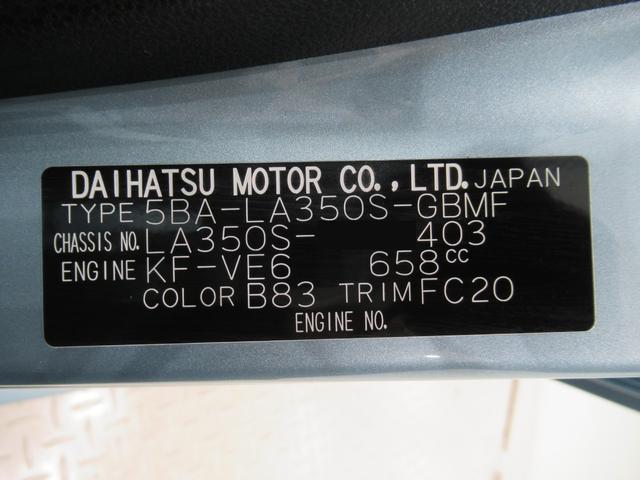 DAIHATSU MOTOR CO.,LTD. JAPAN
TYPE 5BA-LA350S-GBMF
CHASSIS NO. LA350S- 403
ENGINE KF-VE6 658cc
COLOR B83 TRIM FC20
ENGINE NO.